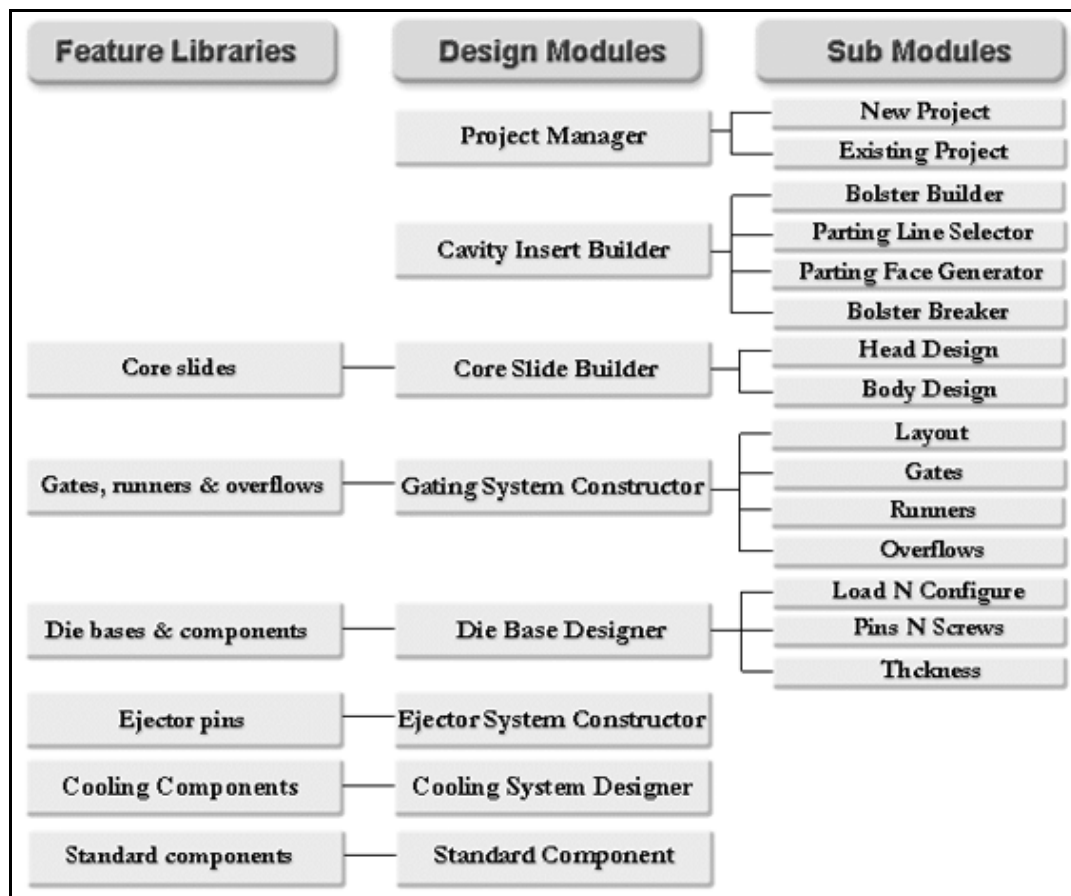 Feature Libraries
Design Modules
Sub Modules
Project Manager
New Project
Existing Project
Cavity Insert Builder
Bolster Builder
Parting Line Selector
Parting Face Generator
Bolster Breaker
Core slides
Core Slide Builder
Head Design
Body Design
Gates, runners & overflows
Gating System Constructor
Layout
Gates
Runners
Overflows
Die bases & components
Die Base Designer
Load N Configure
Pins N Screws
Thckness
Ejector pins
Ejector System Constructor
Cooling Components
Cooling System Designer
Standard components
Standard Component